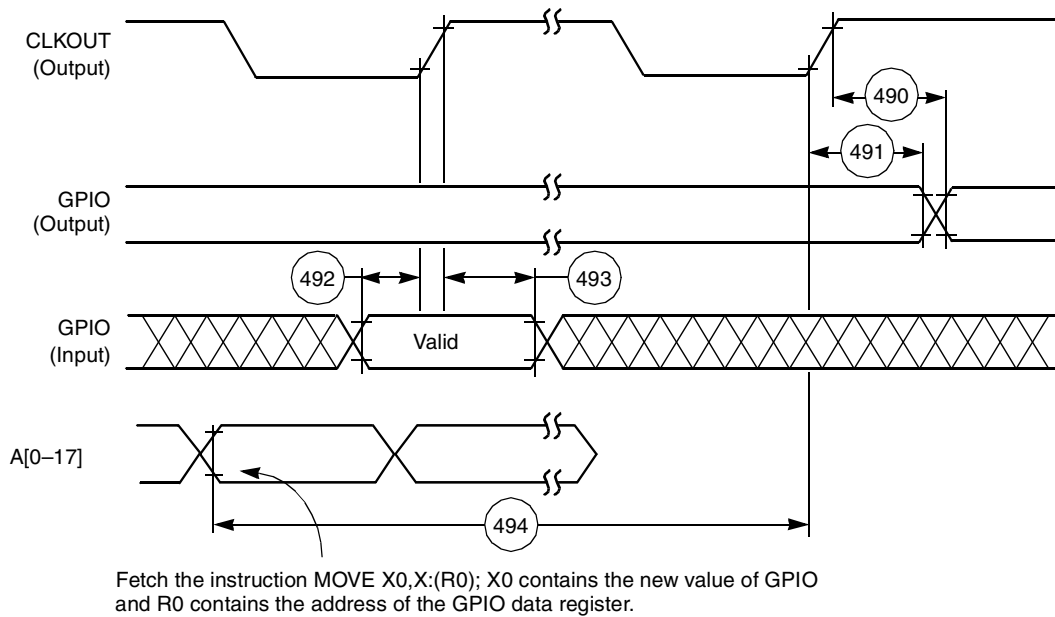 CLKOUT
(Output)
490
491
GPIO
(Output)
492
493
GPIO
(Input)
Valid
A[0–17]
494
Fetch the instruction MOVE X0,X:(R0); X0 contains the new value of GPIO
and R0 contains the address of the GPIO data register.